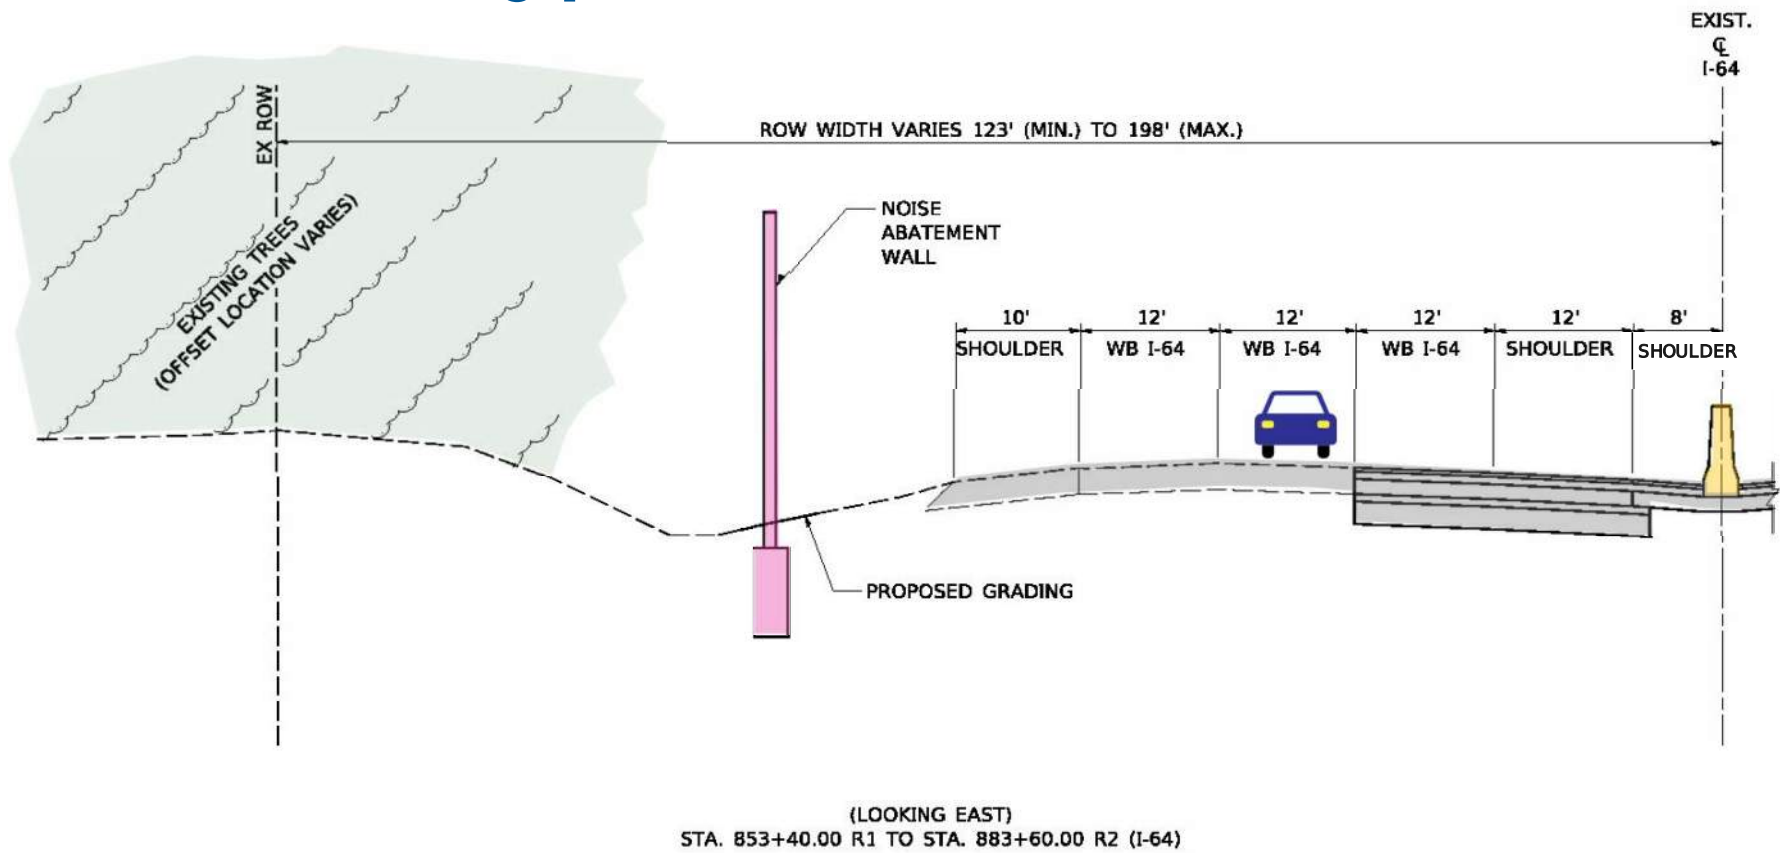 EXIST.
℄
I-64
EX ROW
ROW WIDTH VARIES 123' (MIN.) TO 198' (MAX.)
EXISTING TREES
(OFFSET LOCATION VARIES)
NOISE
ABATEMENT
WALL
10' 12' 12' 12' 12' 8'
SHOULDER WB I-64 WB I-64 WB I-64 SHOULDER SHOULDER
PROPOSED GRADING
(LOOKING EAST)
STA. 853+40.00 R1 TO STA. 883+60.00 R2 (I-64)